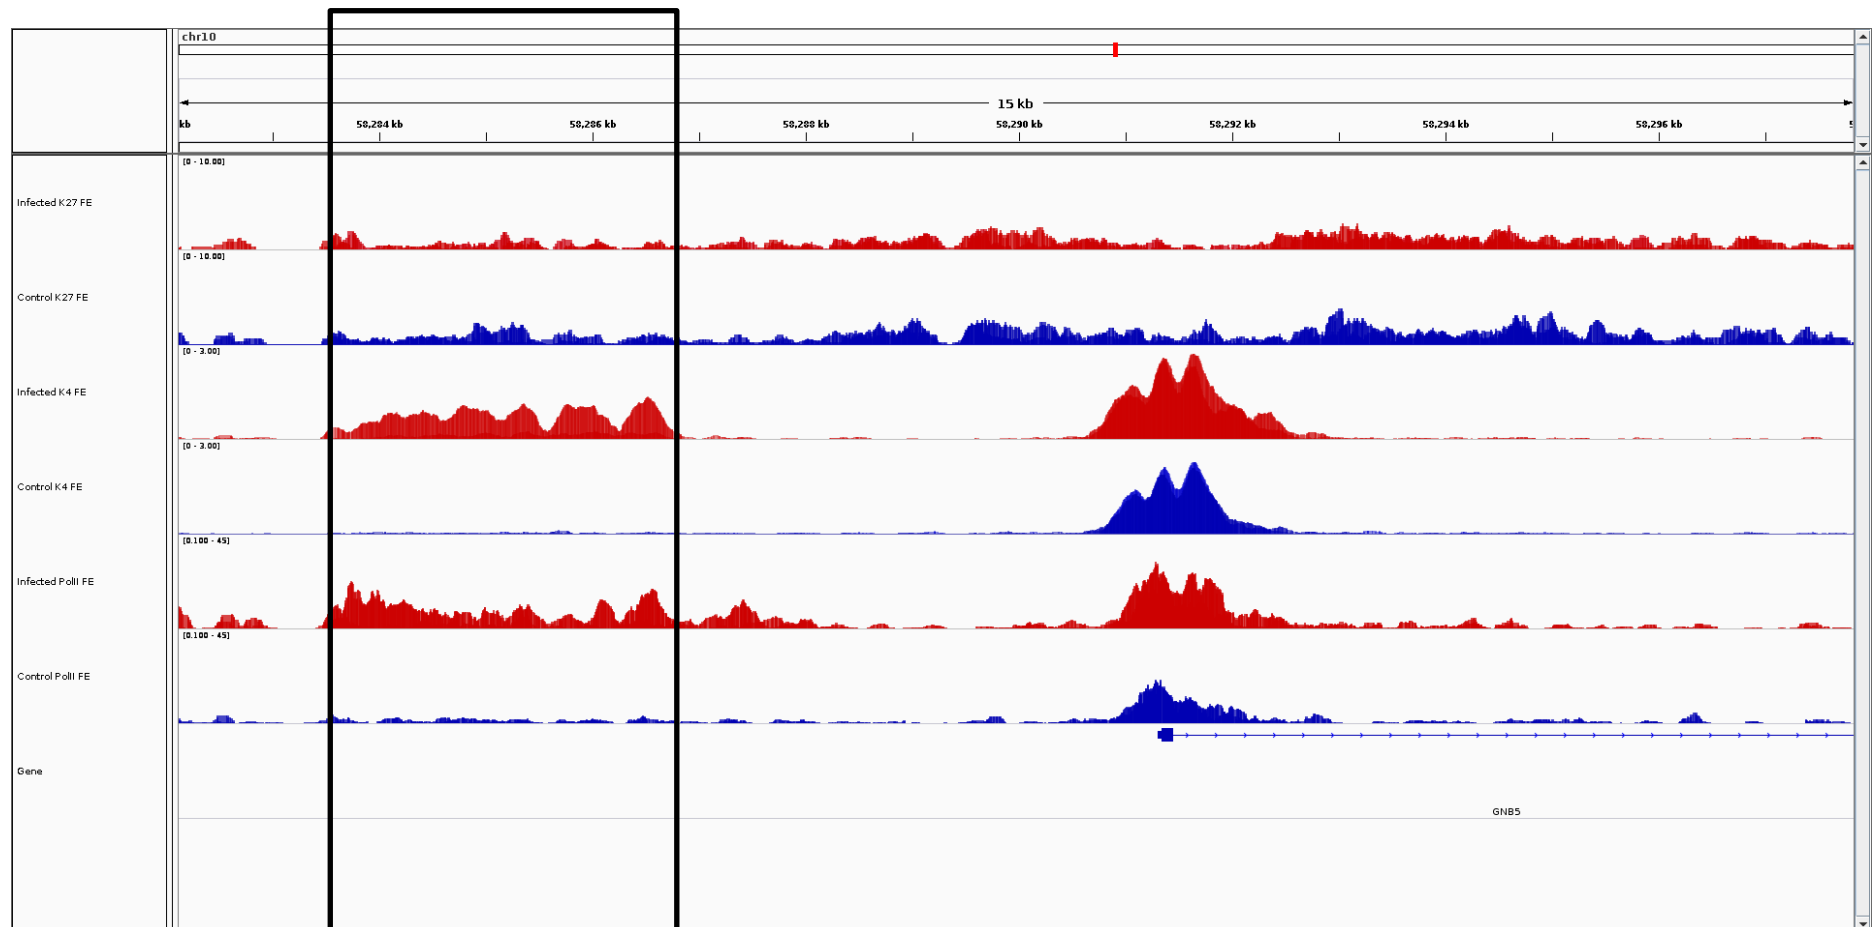 chr10
15 kb
kb 58,284 kb 58,286 kb 58,288 kb 58,290 kb 58,292 kb 58,294 kb 58,296 kb 5
[0 - 10.00]
Infected K27 FE
[0 - 10.00]
Control K27 FE
[0 - 3.00]
Infected K4 FE
[0 - 3.00]
Control K4 FE
[0.100 - 45]
Infected PolII FE
[0.100 - 45]
Control PolII FE
Gene
GNB5